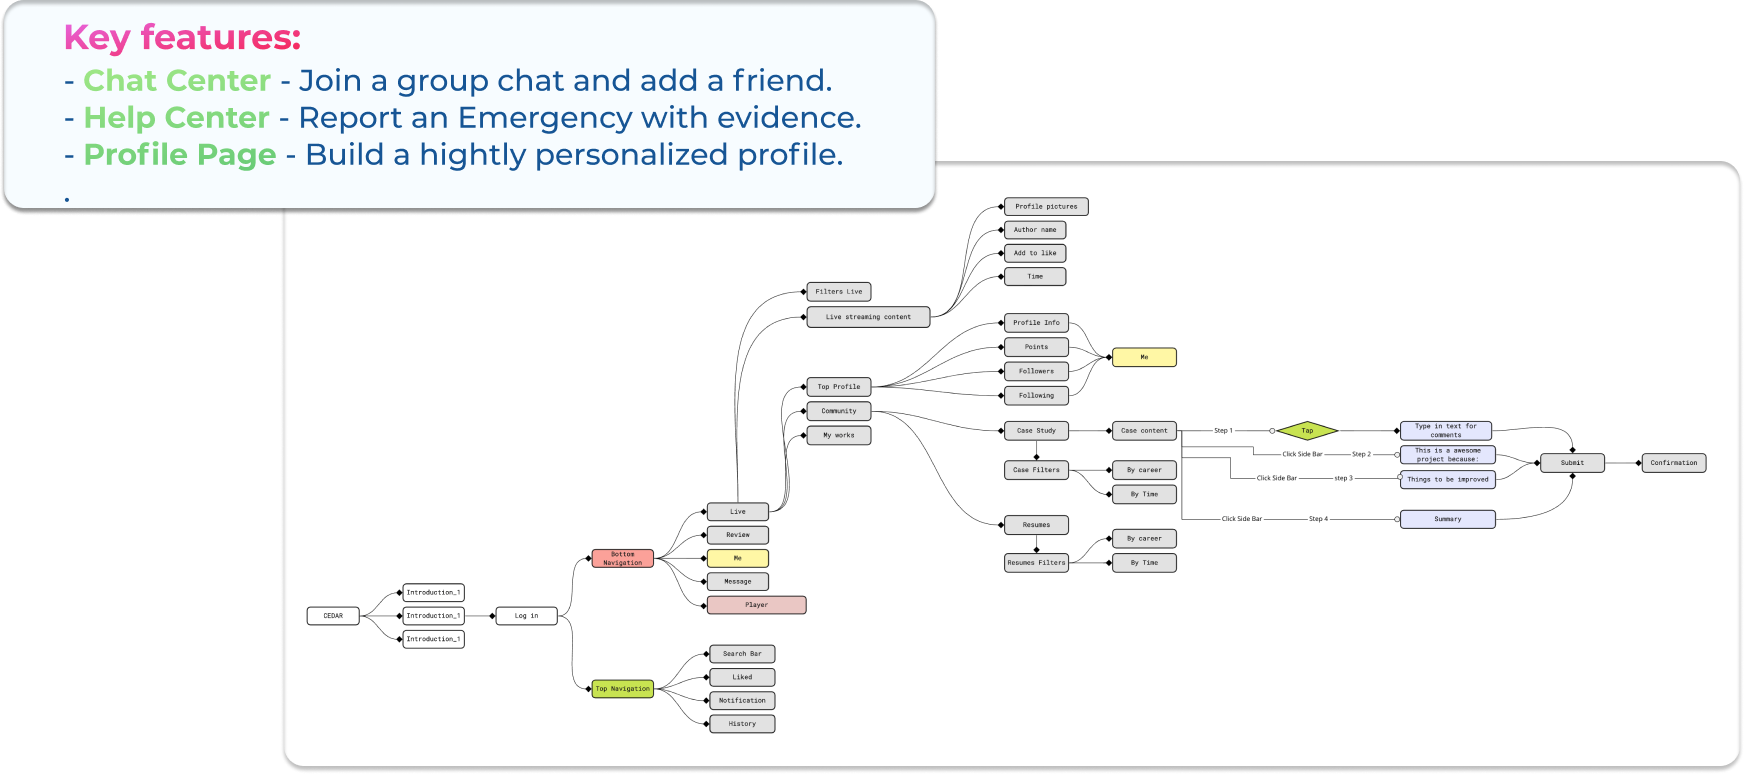 Key features:
- Chat Center - Join a group chat and add a friend.
- Help Center - Report an Emergency with evidence.
- Profile Page - Build a hightly personalized profile.
.
Profile pictures
Author name
Add to like
Time
Filters Live
Live streaming content
Profile Info
Points
Followers
Following
Me
Top Profile
Community
My works
Case Study
Case content
Step 1
Tap
Type in text for
comments
Click Side Bar
Step 2
This is a awesome
project because:
Submit
Confirmation
Case Filters
By career
By Time
Click Side Bar
step 3
Things to be improved
Click Side Bar
Step 4
Summary
Resumes
By career
Resumes Filters
By Time
Live
Review
Bottom
Navigation
Me
Message
Player
CEDAR
Introduction_1
Introduction_1
Introduction_1
Log in
Top Navigation
Search Bar
Liked
Notification
History